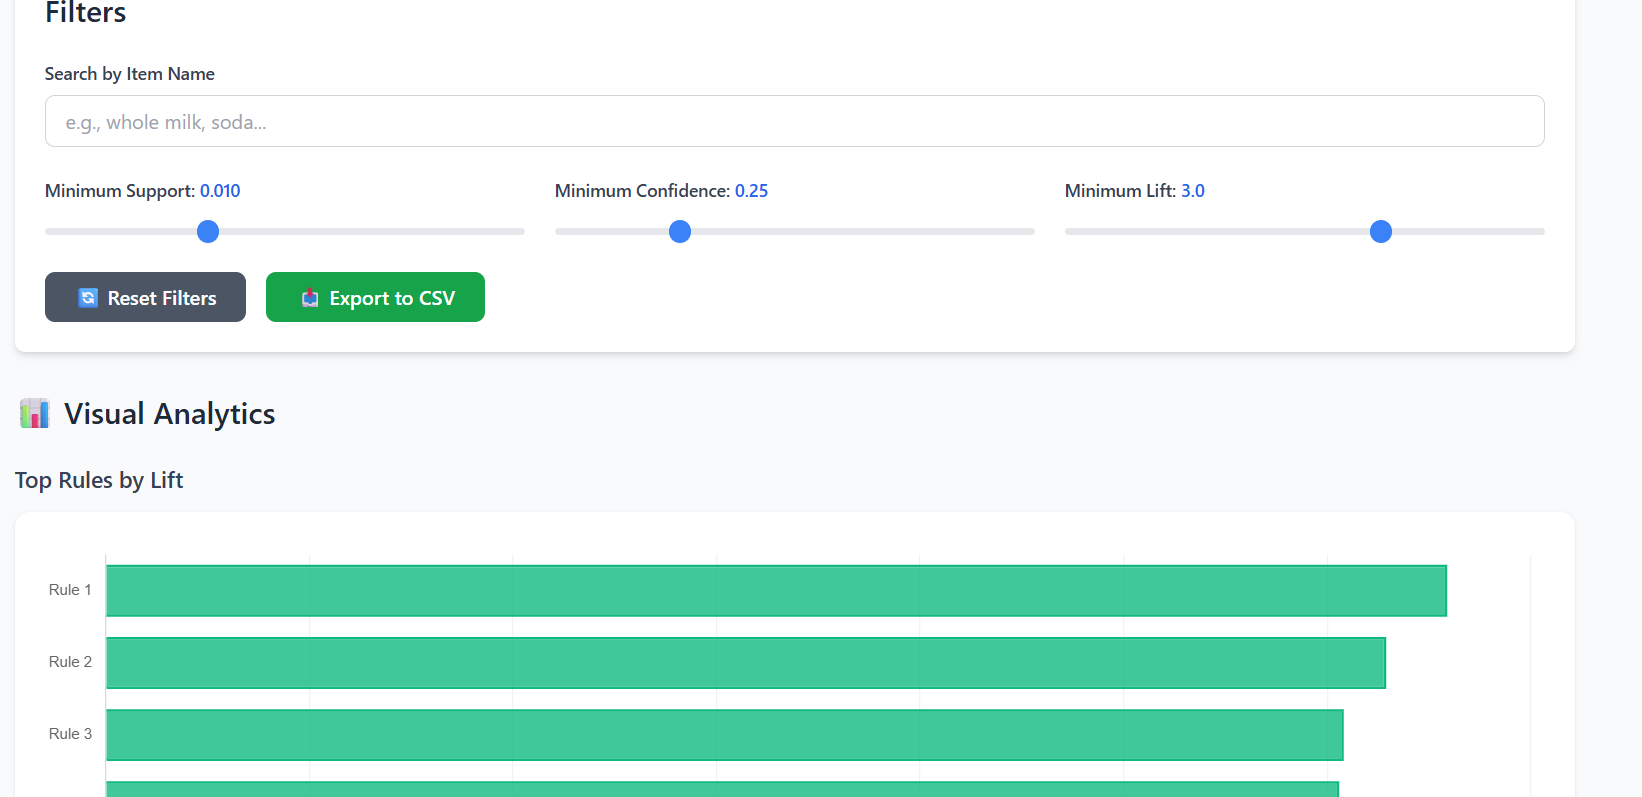 Filters
Search by Item Name
e.g., whole milk, soda...
Minimum Support: 0.010
Minimum Confidence: 0.25
Minimum Lift: 3.0
Reset Filters
Export to CSV
Visual Analytics
Top Rules by Lift
Rule 1
Rule 2
Rule 3